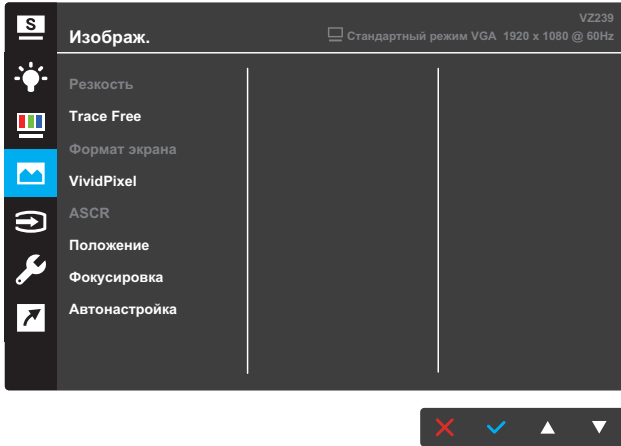 S
VZ239
Изображ.
Стандартный режим VGA 1920 x 1080 @ 60Hz
Резкость
Trace Free
Формат экрана
VividPixel
ASCR
Положение
Фокусировка
Автонастройка